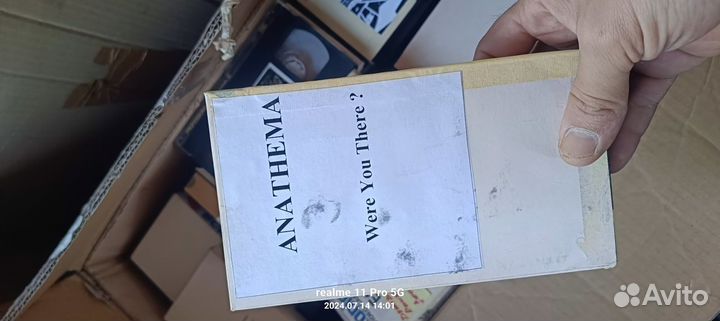 ANATHEMA
Were You There ?
realme 11 Pro 5G
2024.07.14 14:01
Avito